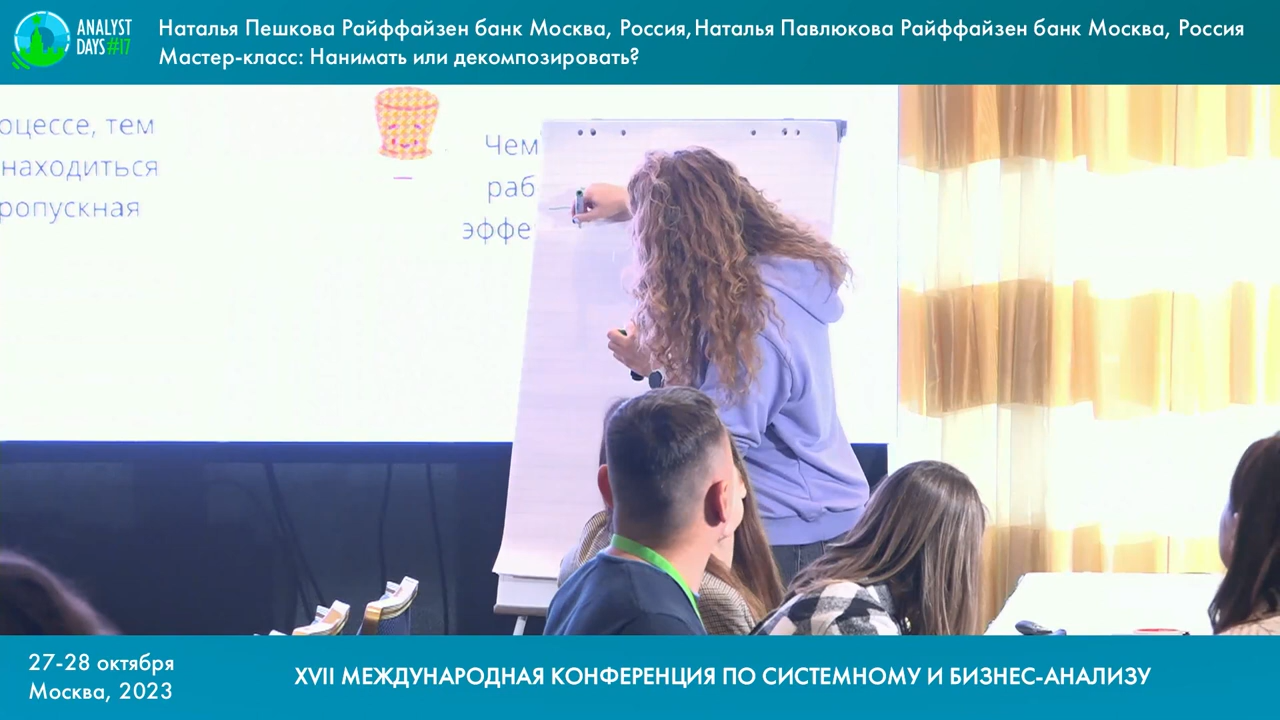 ANALYST
DAYS#17
Наталья Пешкова Райффайзен банк Москва, Россия,Наталья Павлюкова Райффайзен банк Москва, Россия
Мастер-класс: Нанимать или декомпозировать?
оцессе, тем
находиться
ропускная
Чем
раб
эффе
27-28 октября
Москва, 2023
XVII МЕЖДУНАРОДНАЯ КОНФЕРЕНЦИЯ ПО СИСТЕМНОМУ И БИЗНЕС-АНАЛИЗУ